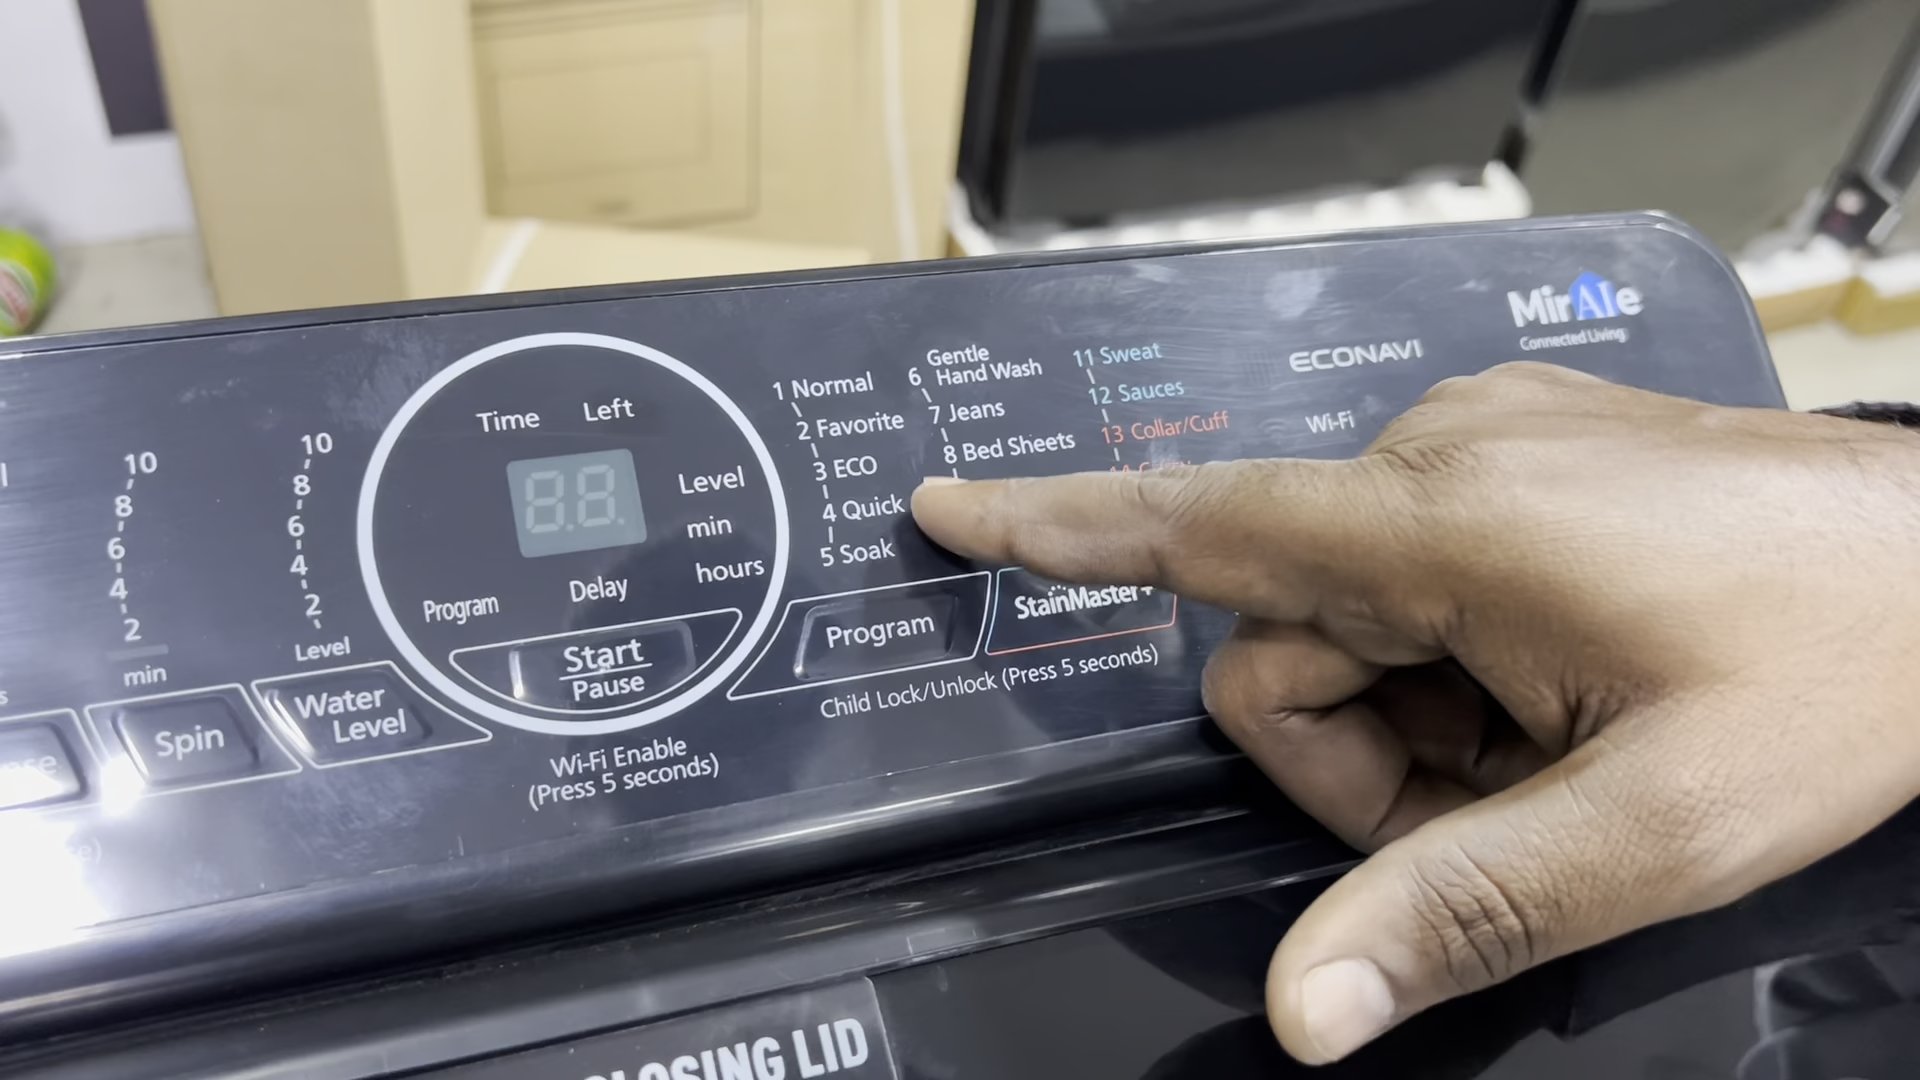 10
8
6
4
2
min
Spin
10
8
6
4
2
Level
Water
Level
Time Left
88
Level
min
hours
Delay
Program
Start
Pause
Wi-Fi Enable
(Press 5 seconds)
1 Normal
2 Favorite
3 ECO
4 Quick
5 Soak
6 Gentle
Hand Wash
7 Jeans
8 Bed Sheets
11 Sweat
12 Sauces
13 Collar/Cuff
14
Program
StainMaster+
Child Lock/Unlock (Press 5 seconds)
ECONAVI
Wi-Fi
MirAIe
Connected Living
CLOSING LID